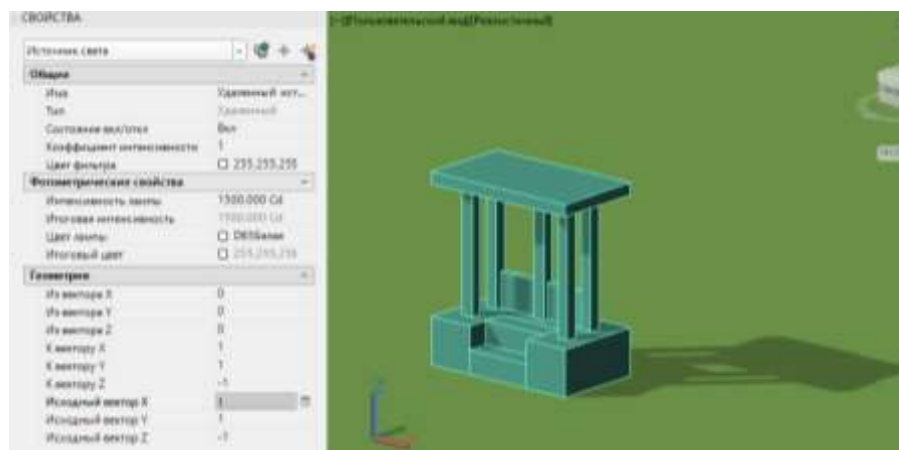 СВОЙСТВА
[-][Пользовательский вид][Реалистичный]
Источник света
Общие
Имя Удаленный ист...
Тип Удаленный
Состояние вкл/откл Вкл
Коэффициент интенсивности 1
Цвет фильтра 255,255,255
Фотометрические свойства
Интенсивность лампы 1500.000 Cd
Итоговая интенсивность 1500.000 Cd
Цвет лампы D65Белая
Итоговый цвет 255,255,255
Геометрия
Из вектора X 0
Из вектора Y 0
Из вектора Z 0
К вектору X 1
К вектору Y 1
К вектору Z -1
Исходный вектор X 1
Исходный вектор Y 1
Исходный вектор Z -1